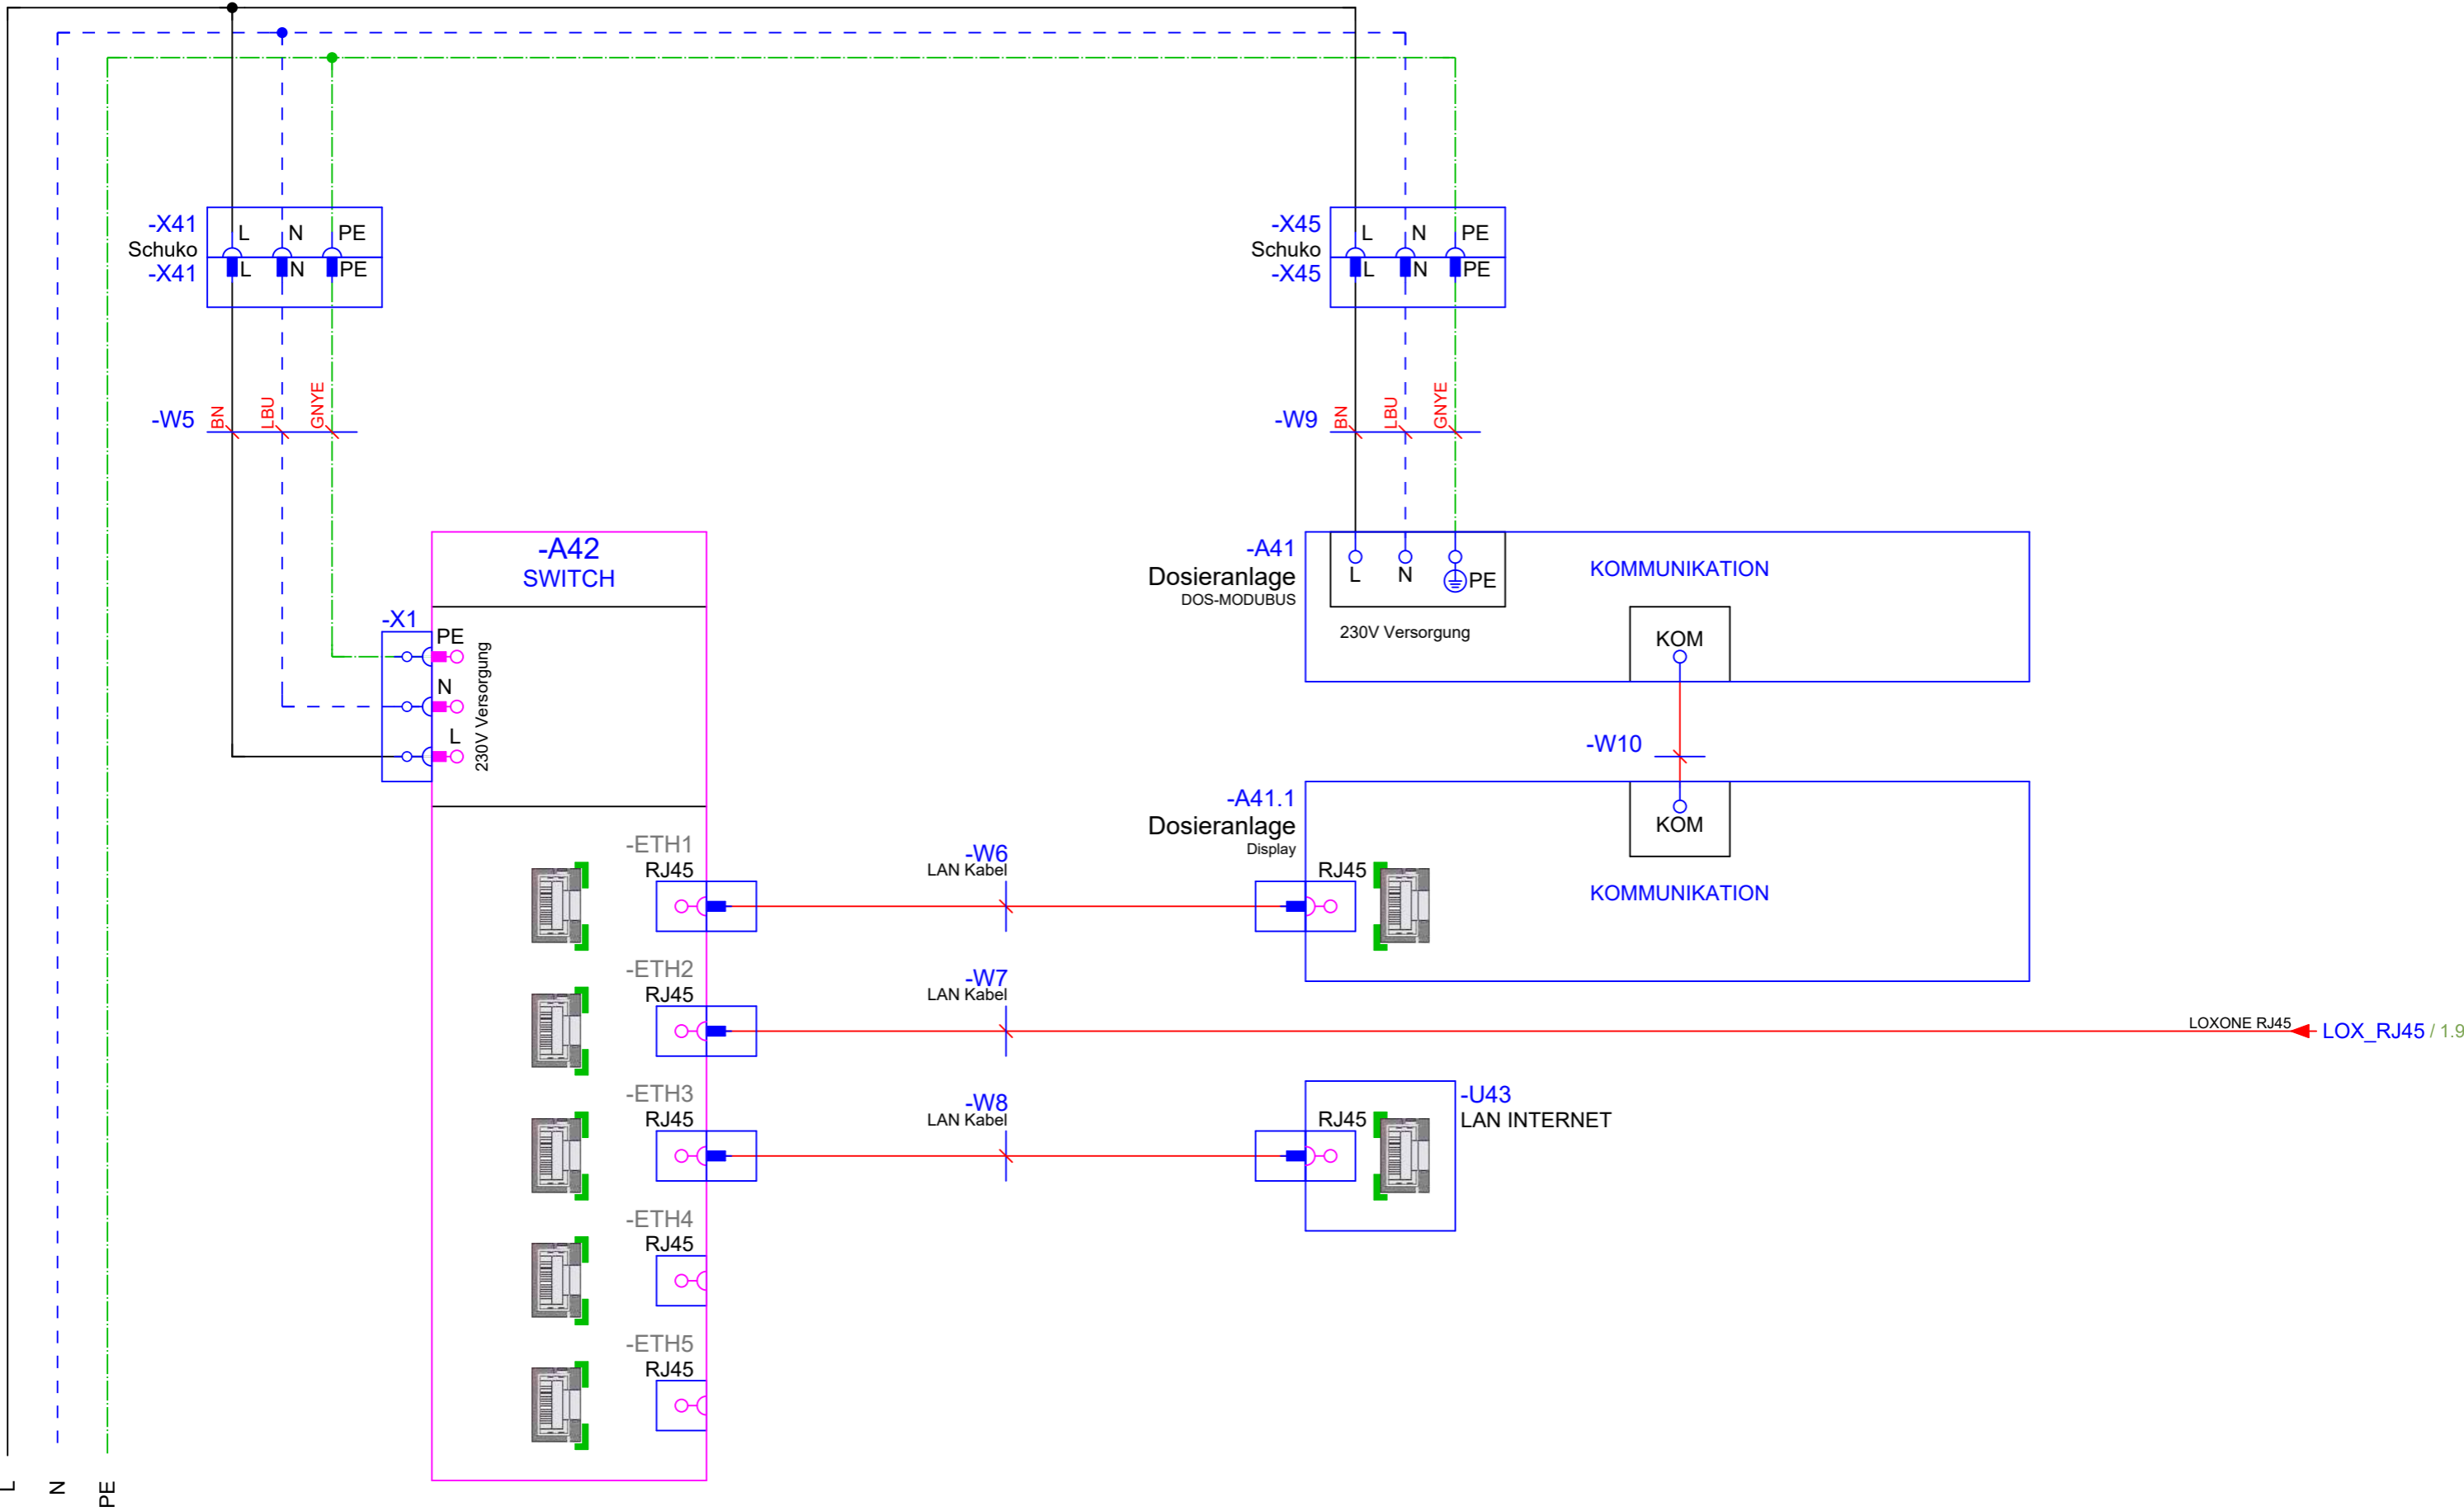 -X41
Schuko
-X41
L
N
PE
L
N
PE
-X45
Schuko
-X45
L
N
PE
L
N
PE
-W5
BN
LBU
GNYE
-W9
BN
LBU
GNYE
-A42
SWITCH
-X1
PE
N
L
230V Versorgung
-A41
Dosieranlage
DOS-MODUBUS
L
N
PE
230V Versorgung
KOMMUNIKATION
KOM
-W10
-A41.1
Dosieranlage
Display
KOM
KOMMUNIKATION
RJ45
-ETH1
RJ45
-W6
LAN Kabel
-ETH2
RJ45
-W7
LAN Kabel
LOXONE RJ45
LOX_RJ45 / 1.9
-ETH3
RJ45
-W8
LAN Kabel
RJ45
-U43
LAN INTERNET
-ETH4
RJ45
-ETH5
RJ45
L
N
PE